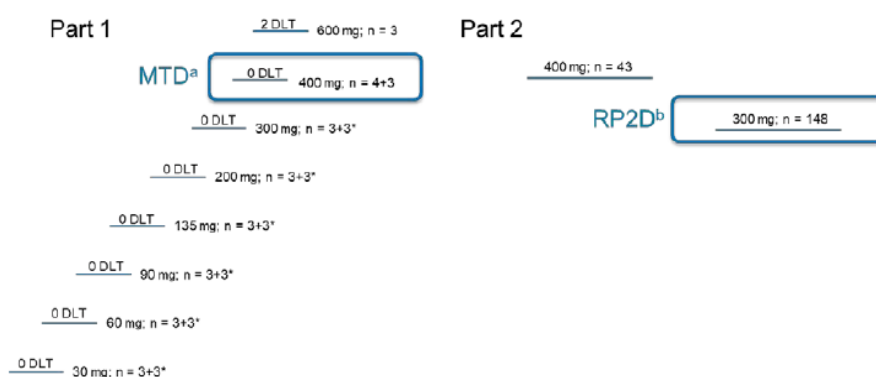 Part 1
2 DLT
600 mg; n = 3
MTDª
0 DLT
400 mg; n = 4+3
0 DLT
300 mg; n = 3+3*
0 DLT
200 mg; n = 3+3*
0 DLT
135 mg; n = 3+3*
0 DLT
90 mg; n = 3+3*
0 DLT
60 mg; n = 3+3*
0 DLT
30 mg; n = 3+3*
Part 2
400 mg; n = 43
RP2Dᵇ
300 mg; n = 148